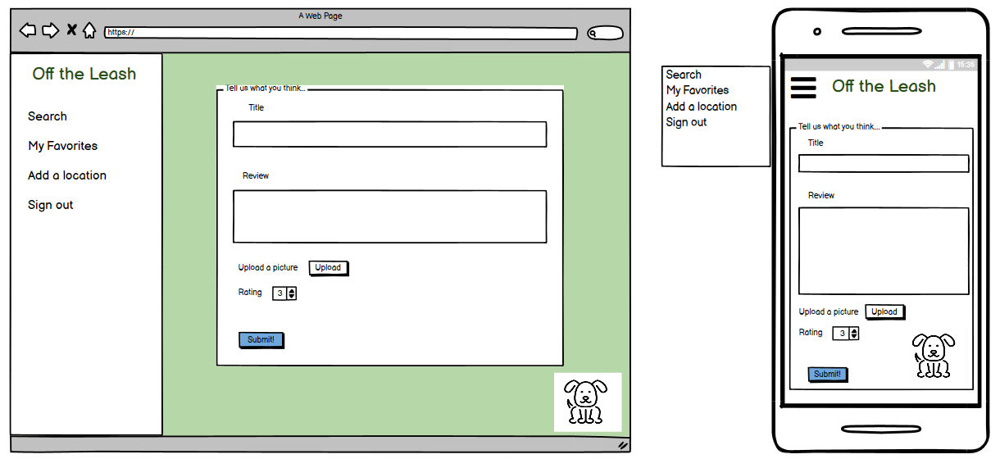 A Web Page
https://
Off the Leash
Search
My Favorites
Add a location
Sign out
Tell us what you think...
Title
Review
Upload a picture Upload
Rating 3
Submit!
Search
My Favorites
Add a location
Sign out
15:35
Off the Leash
Tell us what you think...
Title
Review
Upload a picture Upload
Rating 3
Submit!